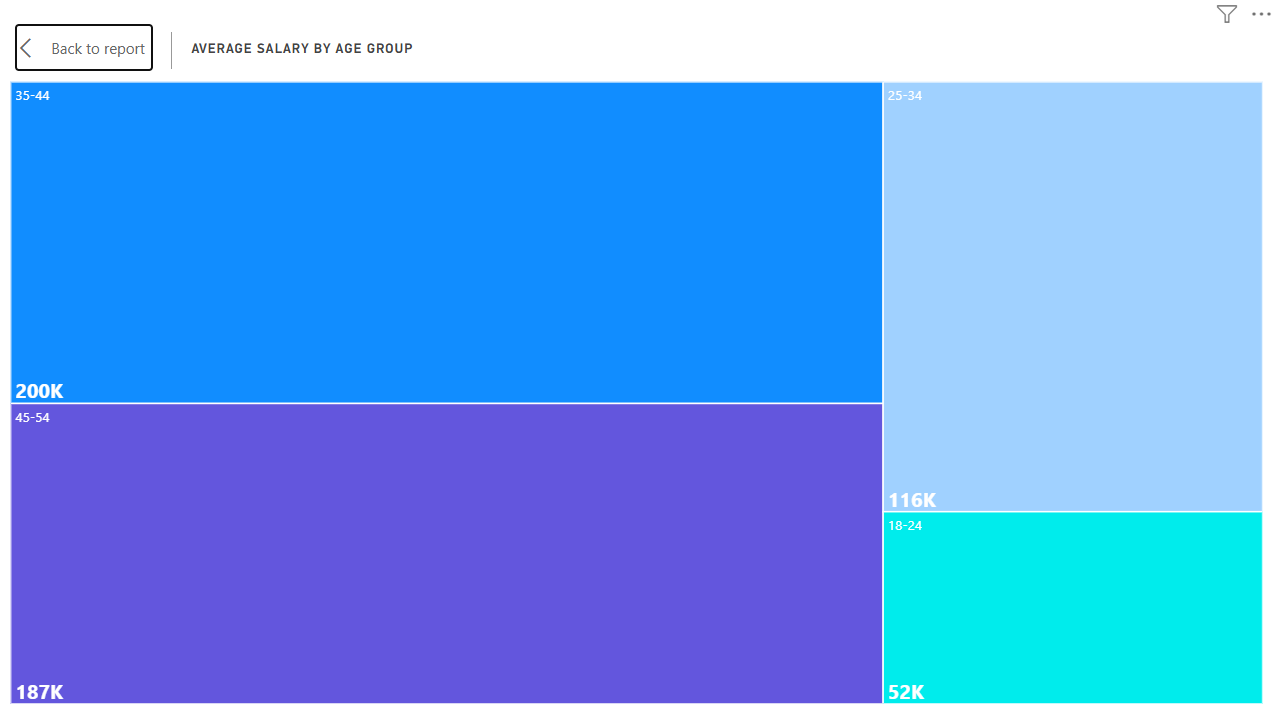 Back to report
AVERAGE SALARY BY AGE GROUP
35-44
200K
45-54
187K
25-34
116K
18-24
52K